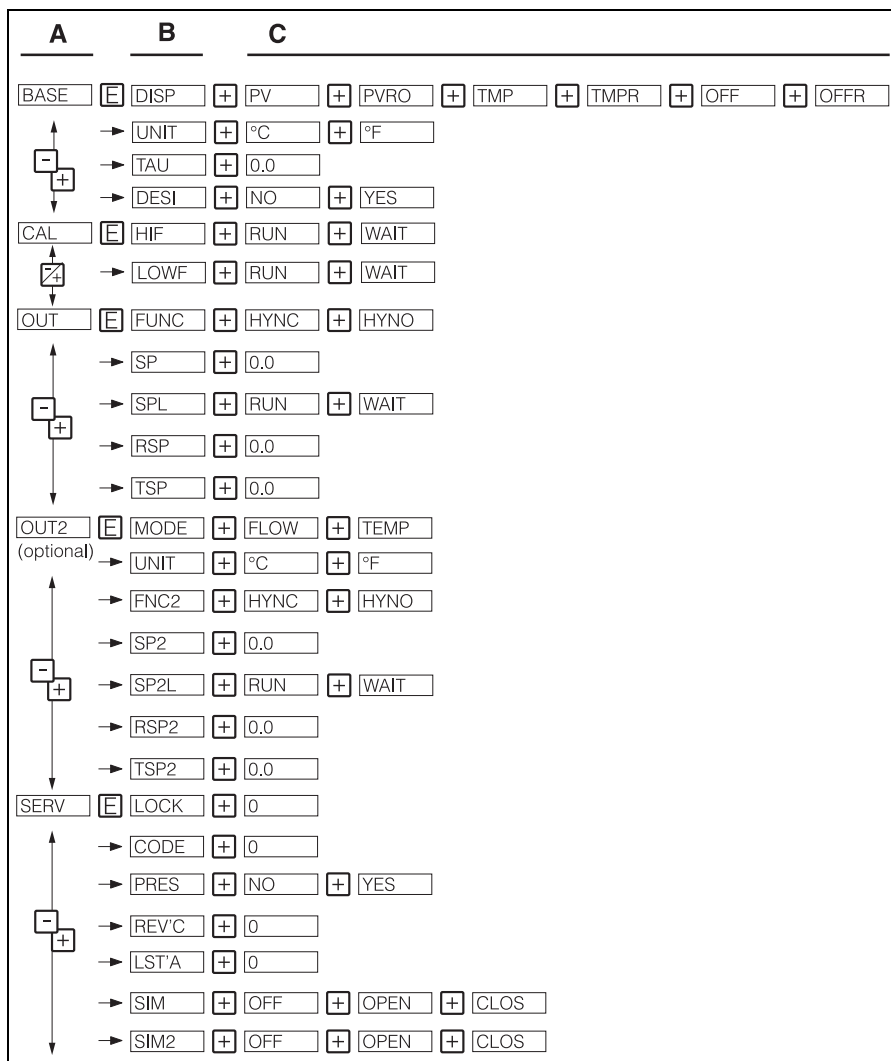 A B C
BASE E DISP + PV + PVRO + TMP + TMPR + OFF + OFFR
UNIT + °C + °F
- +
TAU + 0.0
DESI + NO + YES
CAL E HIF + RUN + WAIT
-/+
LOWF + RUN + WAIT
OUT E FUNC + HYNC + HYNO
SP + 0.0
- +
SPL + RUN + WAIT
RSP + 0.0
TSP + 0.0
OUT2 E MODE + FLOW + TEMP
(optional)
UNIT + °C + °F
FNC2 + HYNC + HYNO
SP2 + 0.0
- +
SP2L + RUN + WAIT
RSP2 + 0.0
TSP2 + 0.0
SERV E LOCK + 0
CODE + 0
PRES + NO + YES
- +
REV'C + 0
LST'A + 0
SIM + OFF + OPEN + CLOS
SIM2 + OFF + OPEN + CLOS